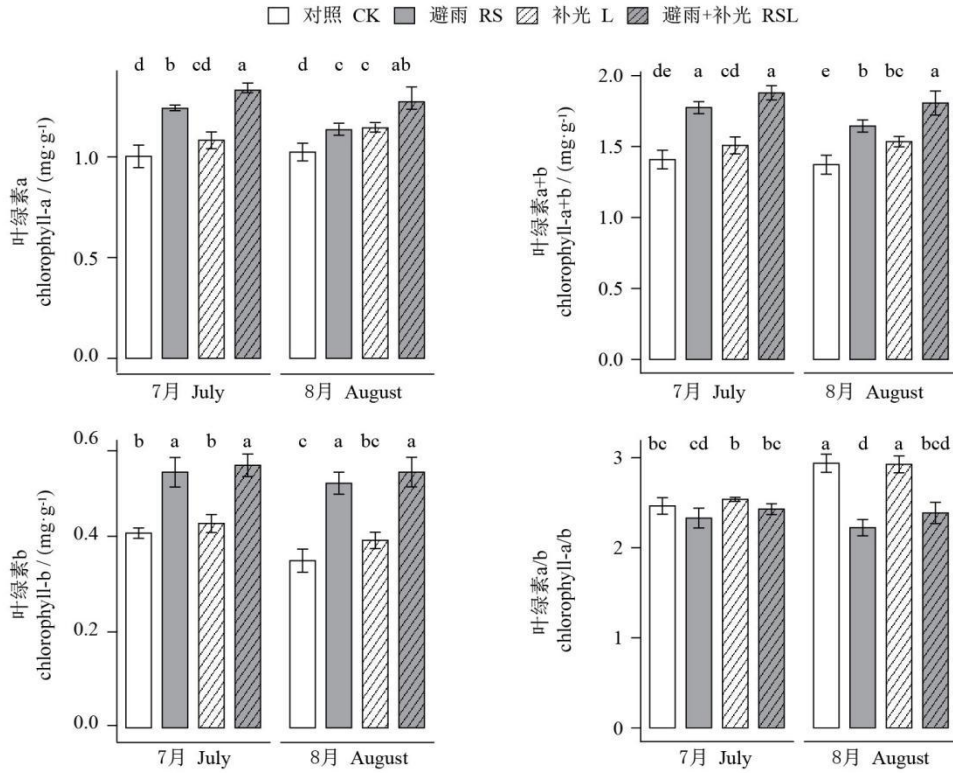 对照 CK 避雨 RS 补光 L 避雨+补光 RSL
叶绿素a
chlorophyll-a / (mg·g⁻¹)
d b cd a d c c ab
1.0
0.5
0.0
7月 July 8月 August
叶绿素a+b
chlorophyll-a+b / (mg·g⁻¹)
de a cd a e b bc a
2.0
1.5
1.0
0.5
0.0
7月 July 8月 August
叶绿素b
chlorophyll-b / (mg·g⁻¹)
b a b a c a bc a
0.6
0.4
0.2
0.0
7月 July 8月 August
叶绿素a/b
chlorophyll-a/b
bc cd b bc a d a bcd
3
2
1
0
7月 July 8月 August